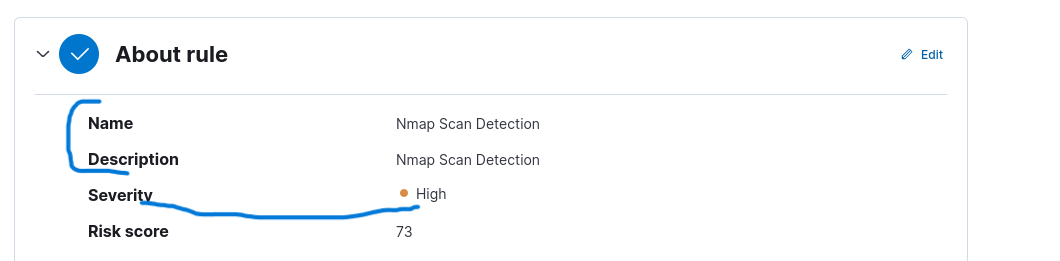 About rule
Edit
Name Nmap Scan Detection
Description Nmap Scan Detection
Severity High
Risk score 73